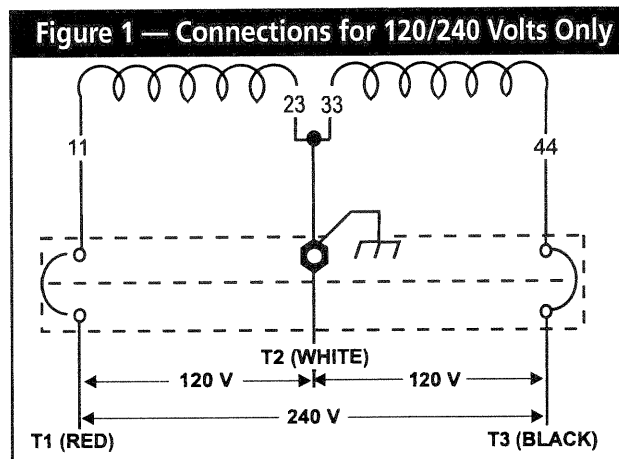 Figure 1 — Connections for 120/240 Volts Only
23 33
11
44
T2 (WHITE)
120 V
120 V
240 V
T1 (RED)
T3 (BLACK)